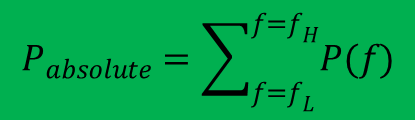 P_absolute = ∑_{f=f_L}^{f=f_H} P(f)